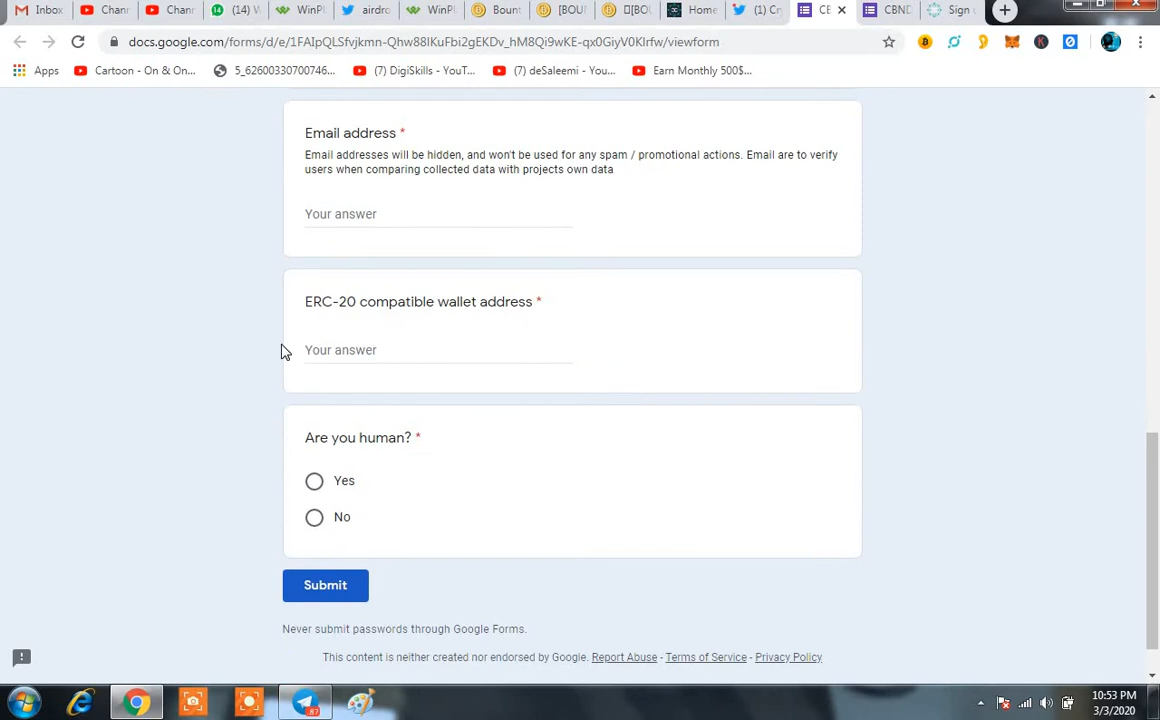 Inbox
Chann
Chann
(14) W
WinPl
airdro
WinPl
Bount
[BOUN
[BOU
Home
(1) Cr
CB
CBND
Sign
docs.google.com/forms/d/e/1FAIpQLSfvjkmn-Qhw88IKuFbi2gEKDv_hM8Qi9wKE-qx0GiyV0KIrfw/viewform
Apps
Cartoon - On & On...
5_62600330700746...
(7) DigiSkills - YouT...
(7) deSaleemi - You...
Earn Monthly 500$...
Email address *
Email addresses will be hidden, and won't be used for any spam / promotional actions. Email are to verify
users when comparing collected data with projects own data
Your answer
ERC-20 compatible wallet address *
Your answer
Are you human? *
Yes
No
Submit
Never submit passwords through Google Forms.
This content is neither created nor endorsed by Google. Report Abuse - Terms of Service - Privacy Policy
87
10:53 PM
3/3/2020